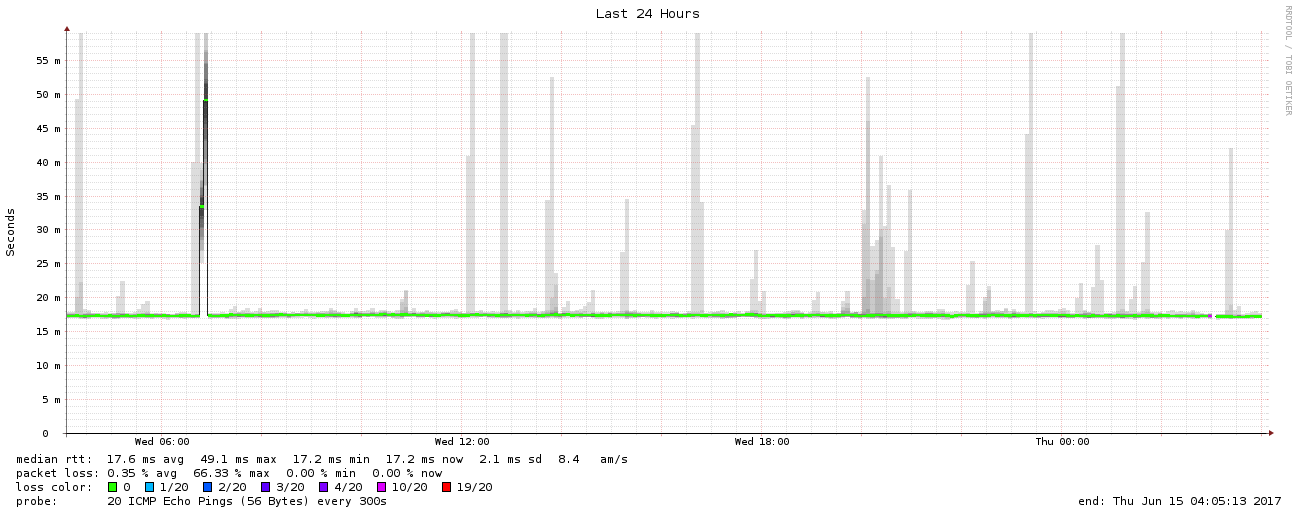 Last 24 Hours
RRDTOOL / TOBI OETIKER
Seconds
55 m
50 m
45 m
40 m
35 m
30 m
25 m
20 m
15 m
10 m
5 m
0
Wed 06:00 Wed 12:00 Wed 18:00 Thu 00:00
median rtt: 17.6 ms avg 49.1 ms max 17.2 ms min 17.2 ms now 2.1 ms sd 8.4 am/s
packet loss: 0.35 % avg 66.33 % max 0.00 % min 0.00 % now
loss color: 0 1/20 2/20 3/20 4/20 10/20 19/20
probe: 20 ICMP Echo Pings (56 Bytes) every 300s end: Thu Jun 15 04:05:13 2017